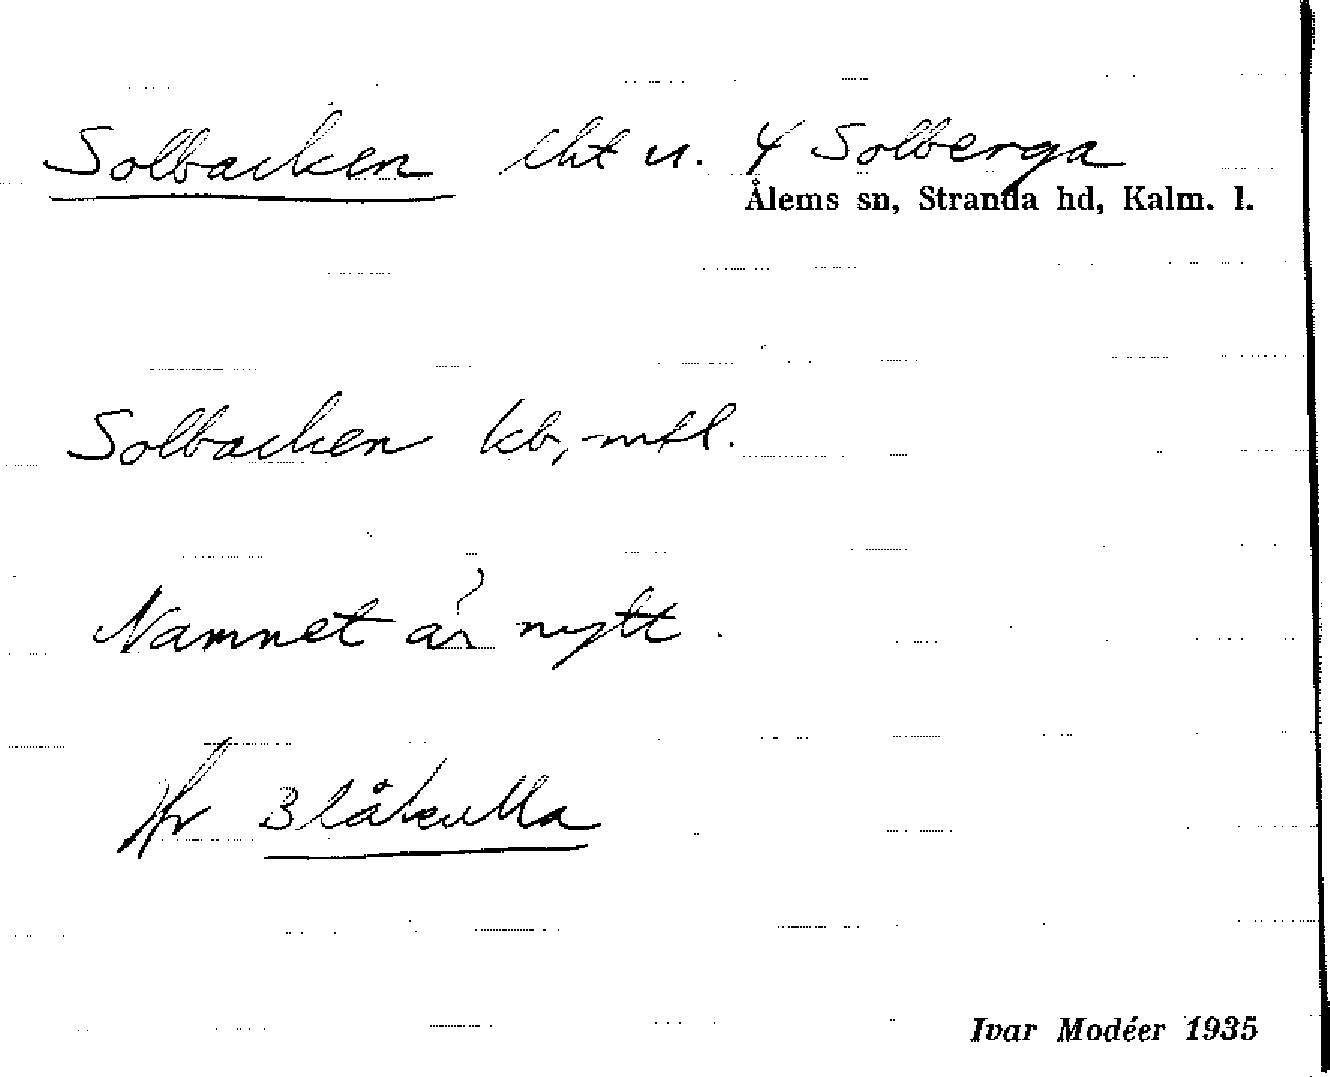 Solbacken lht u. 4 Solberga
Ålems sn, Stranda hd, Kalm. l.
Solbacken kb, mtl.
Namnet är nytt.
Jfr Blåkulla
Ivar Modéer 1935